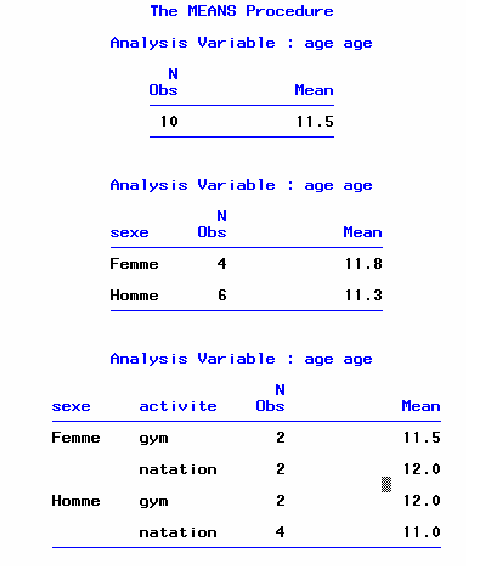 The MEANS Procedure
Analysis Variable : age age
N
Obs Mean
10 11.5
Analysis Variable : age age
N
sexe Obs Mean
Femme 4 11.8
Homme 6 11.3
Analysis Variable : age age
N
sexe activite Obs Mean
Femme gym 2 11.5
natation 2 12.0
Homme gym 2 12.0
natation 4 11.0